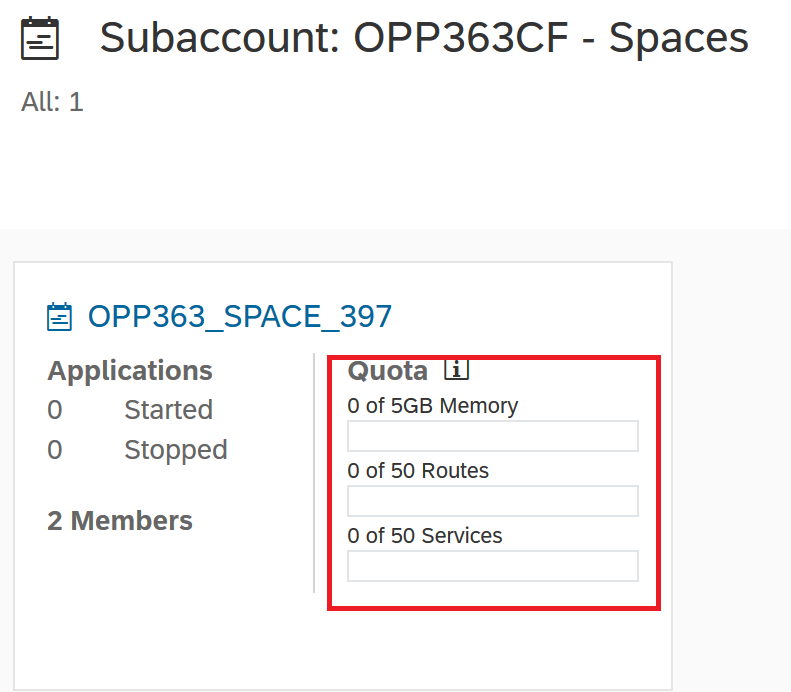 Subaccount: OPP363CF - Spaces
All: 1
OPP363_SPACE_397
Applications
0 Started
0 Stopped
2 Members
Quota i
0 of 5GB Memory
0 of 50 Routes
0 of 50 Services